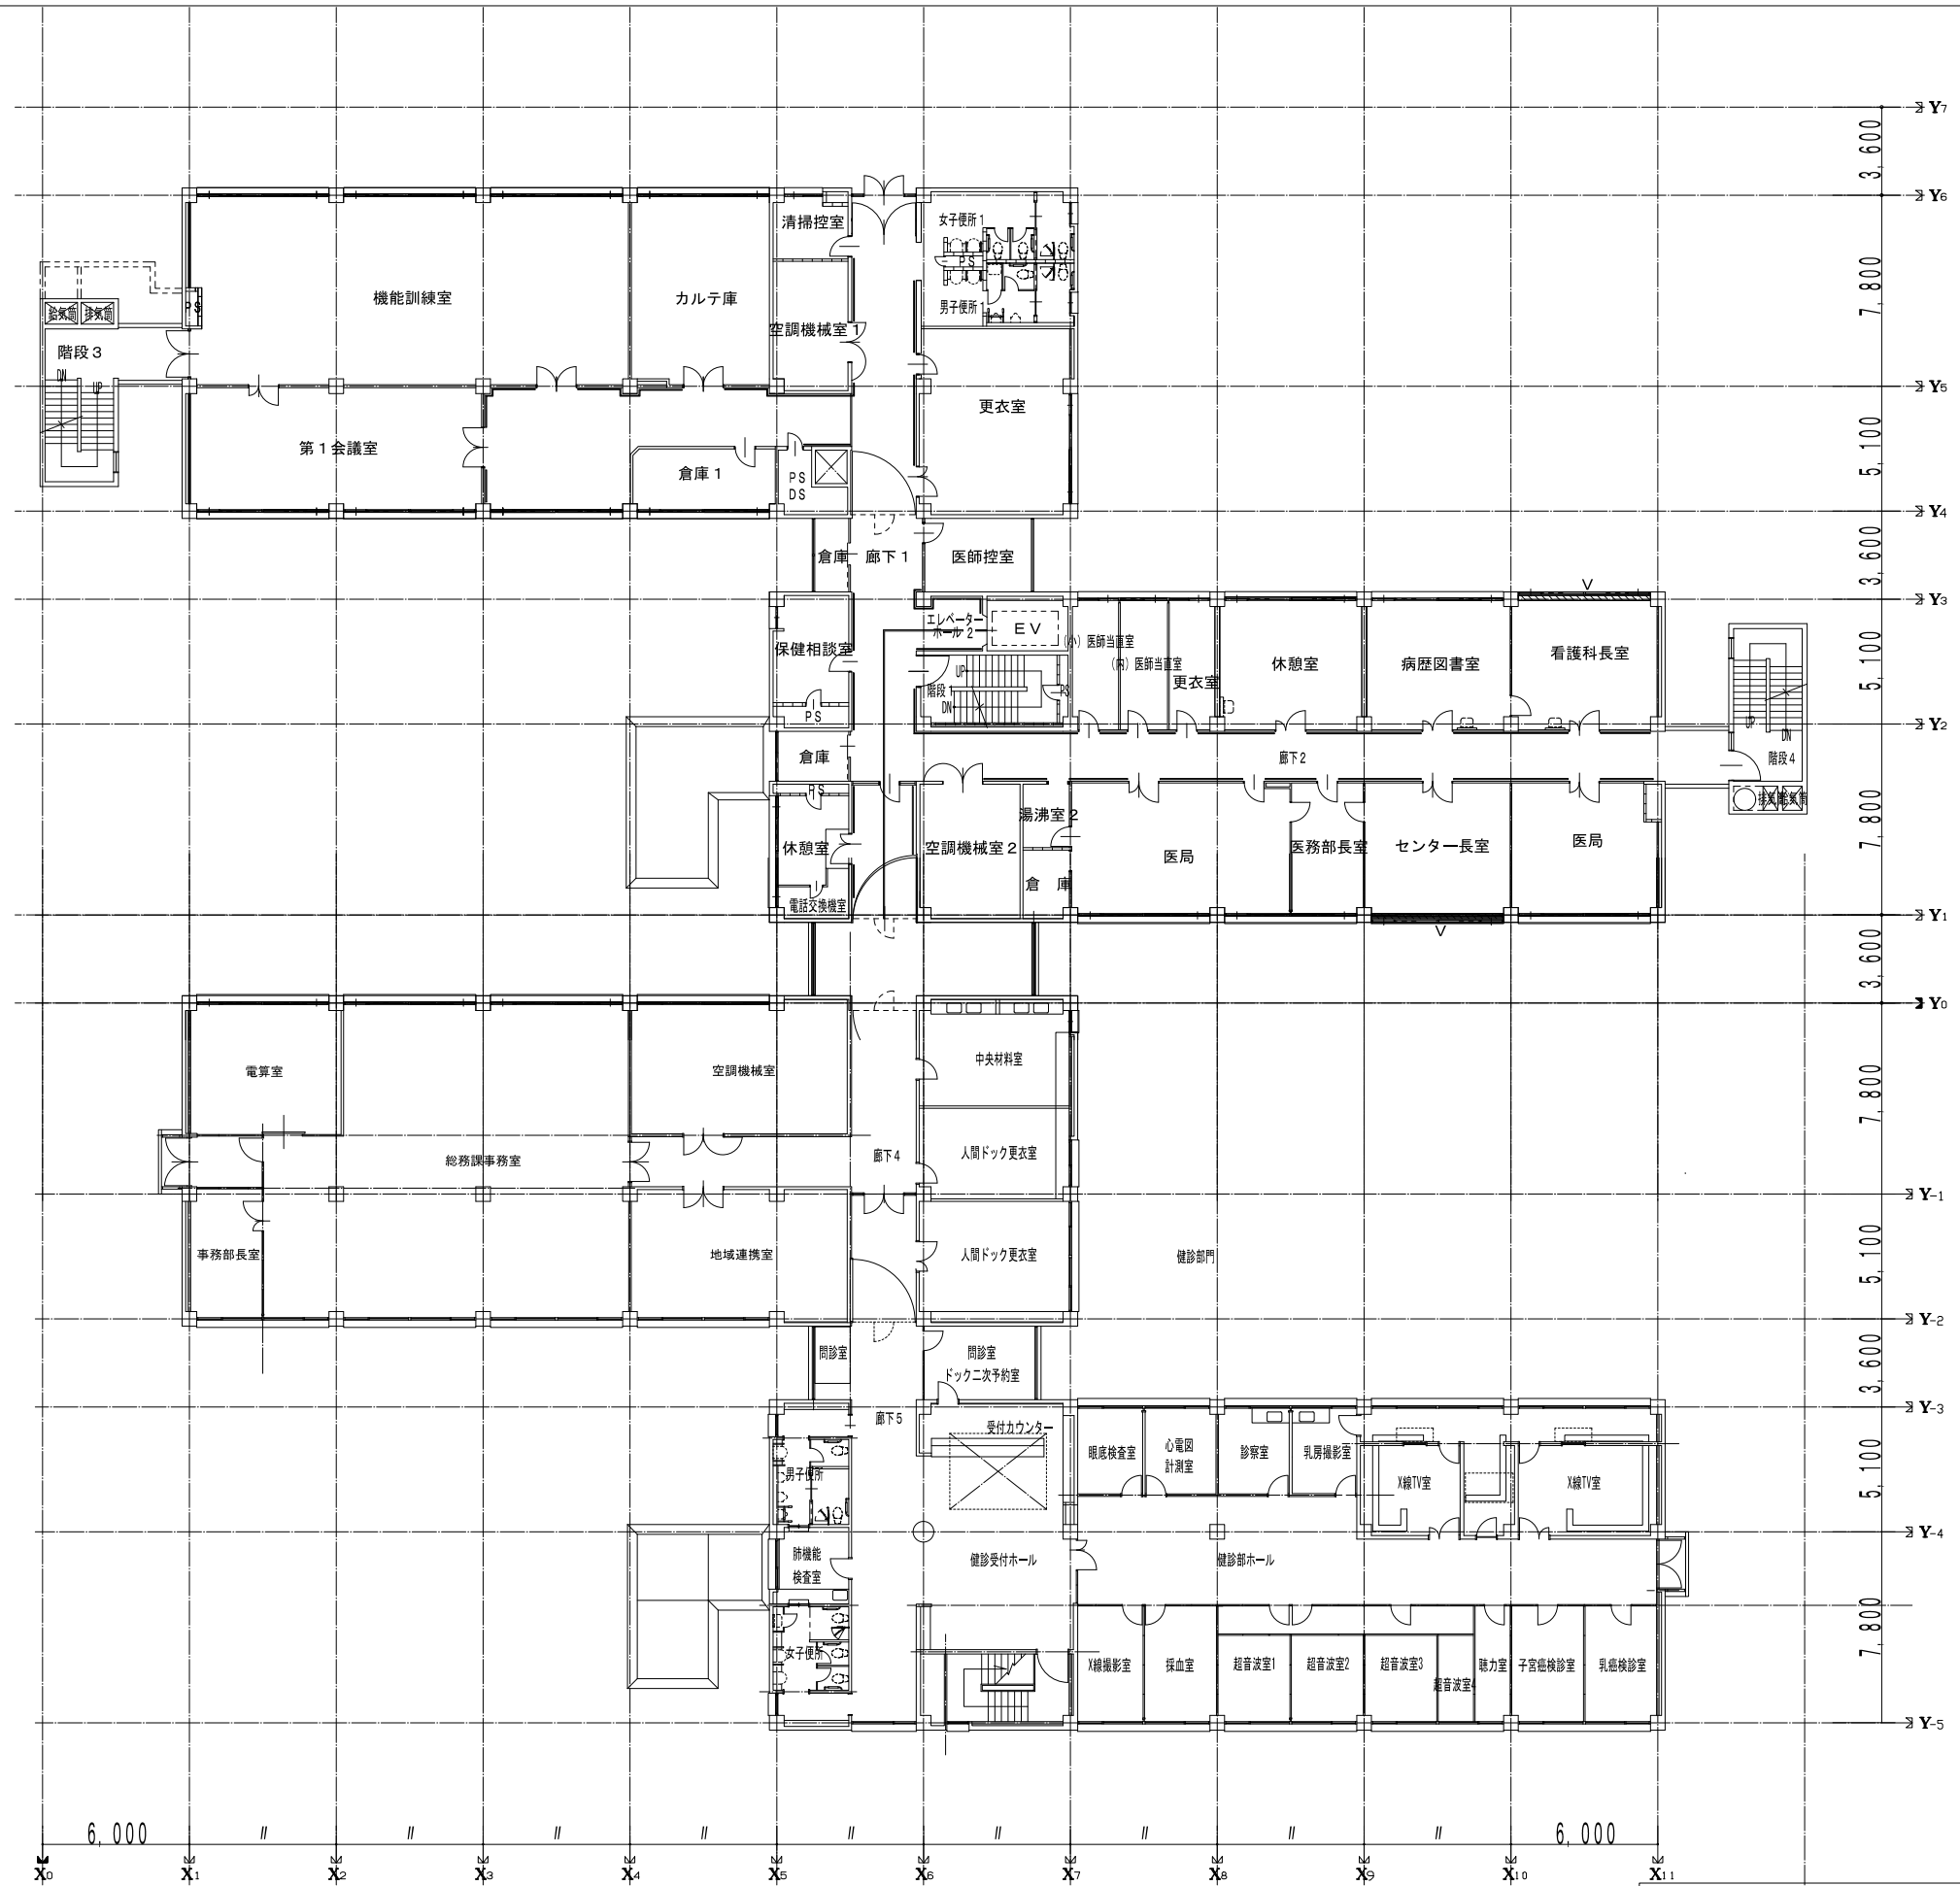 Y7
3,600
Y6
清掃控室
女子便所1
PS
7,800
機能訓練室
カルテ庫
PS
給気筒
排気筒
男子便所1
空調機械室1
階段3
DN
UP
Y5
更衣室
第1会議室
5,100
倉庫1
PS
DS
Y4
倉庫
廊下1
医師控室
3,600
V
Y3
エレベーター
ホール2
EV
(小)医師当直室
保健相談室
(内)医師当直室
休憩室
病歴図書室
看護科長室
5,100
UP
階段1
DN
PS
更衣室
PS
UP
DN
Y2
倉庫
廊下2
階段4
PS
排気筒
給気筒
湯沸室2
7,800
休憩室
空調機械室2
医局
医務部長室
センター長室
医局
倉 庫
電話交換機室
Y1
V
3,600
Y0
中央材料室
電算室
空調機械室
7,800
人間ドック更衣室
総務課事務室
廊下4
Y-1
事務部長室
地域連携室
人間ドック更衣室
健診部門
5,100
Y-2
問診室
問診室
ドック二次予約室
3,600
Y-3
廊下5
受付カウンター
眼底検査室
心電図
計測室
診察室
乳房撮影室
男子便所
X線TV室
X線TV室
5,100
Y-4
肺機能
検査室
健診受付ホール
健診部ホール
7,800
女子便所
X線撮影室
採血室
超音波室1
超音波室2
超音波室3
超音波室4
聴力室
子宮癌検診室
乳癌検診室
Y-5
6,000
〃
〃
〃
〃
〃
〃
〃
〃
〃
6,000
X0
X1
X2
X3
X4
X5
X6
X7
X8
X9
X10
X11